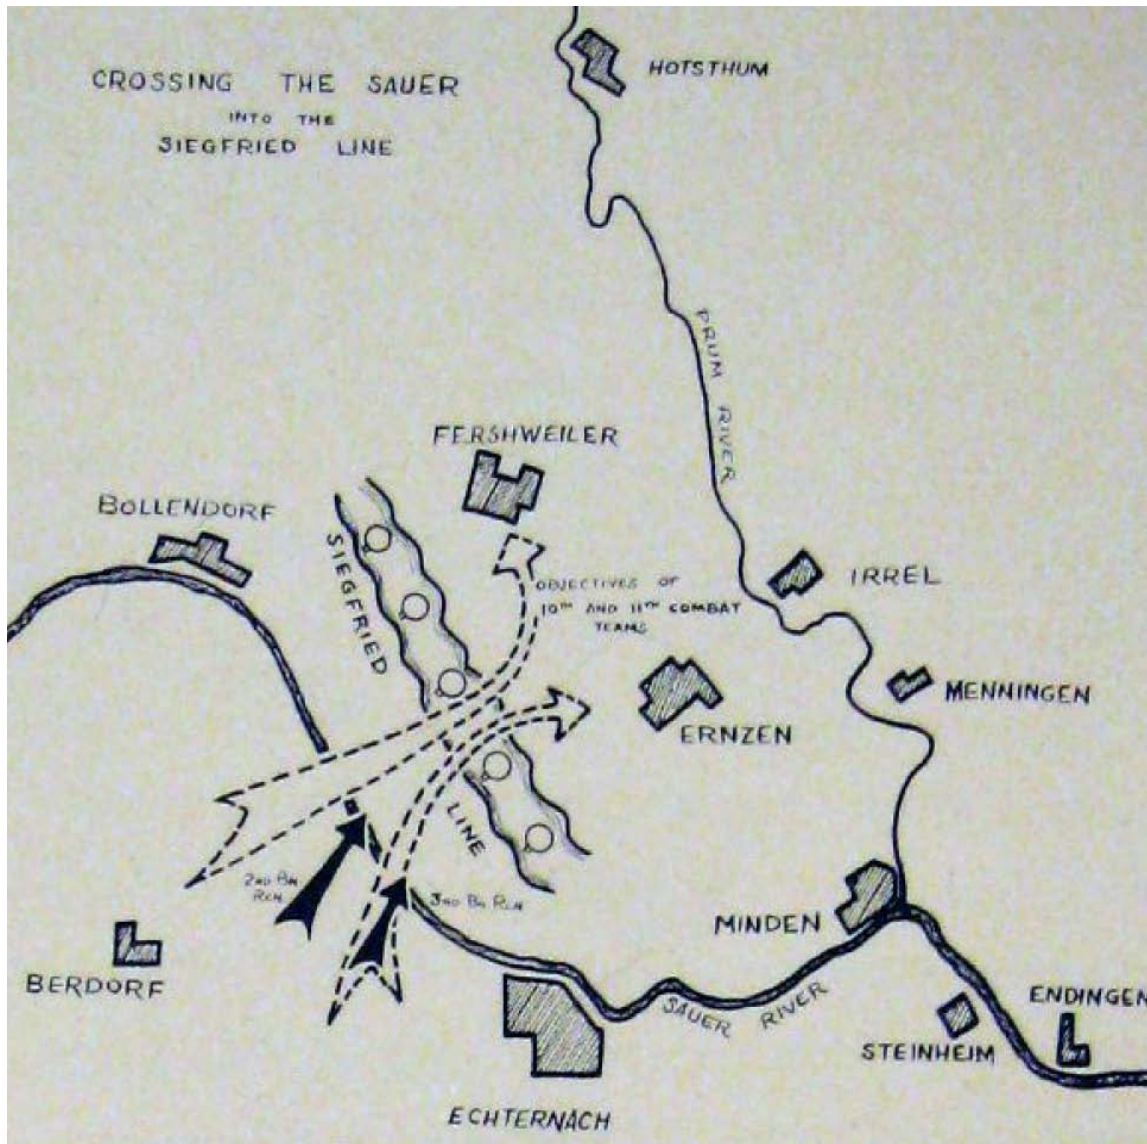 CROSSING THE SAUER
INTO THE
SIEGFRIED LINE
HOTSTHUM
PRUM RIVER
FERSHWEILER
BOLLENDORF
SIEGFRIED
OBJECTIVES OF
10TH AND 11TH COMBAT
TEAMS
IRREL
MENNINGEN
ERNZEN
LINE
2ND BN
RCN
3RD BN RCN
MINDEN
BERDORF
SAUER RIVER
ENDINGEN
STEINHEIM
ECHTERNACH